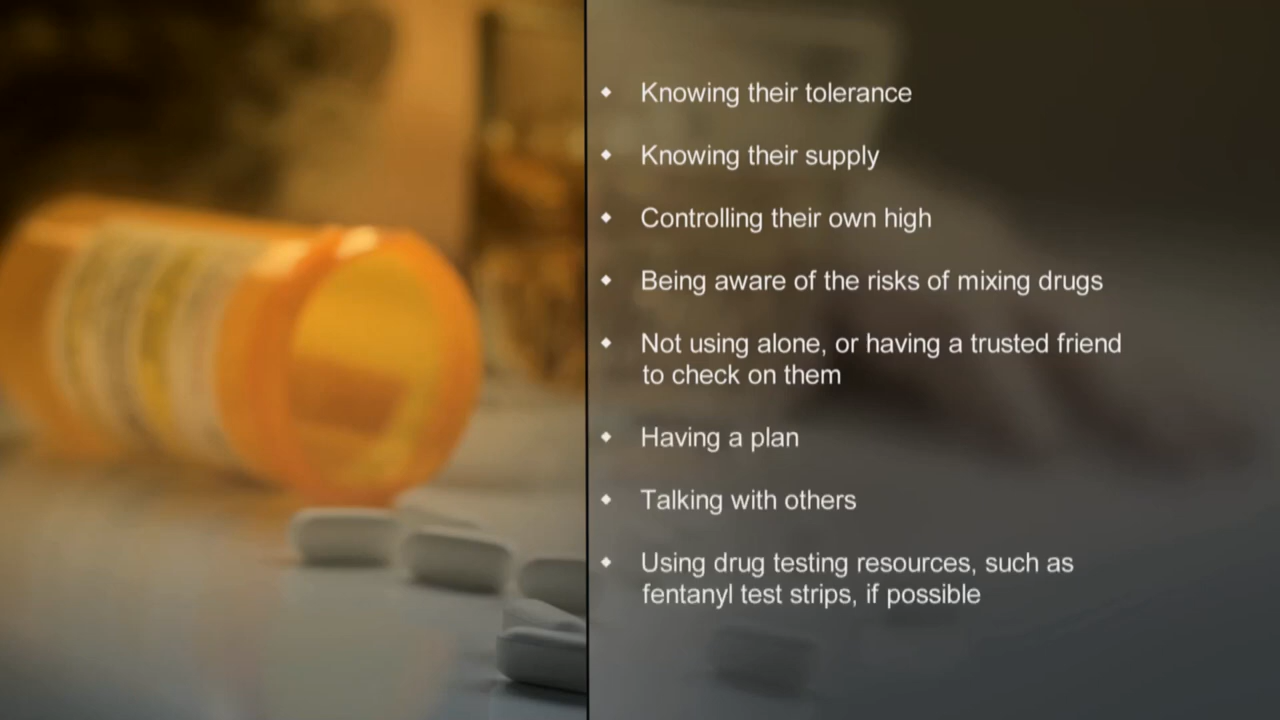 Knowing their tolerance
Knowing their supply
Controlling their own high
Being aware of the risks of mixing drugs
Not using alone, or having a trusted friend
to check on them
Having a plan
Talking with others
Using drug testing resources, such as
fentanyl test strips, if possible